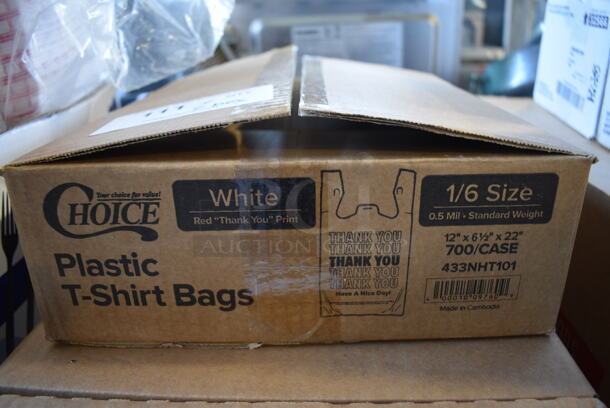 Your choice for value!
CHOICE
Plastic
T-Shirt Bags
White
Red "Thank You" Print
THANK YOU
THANK YOU
THANK YOU
THANK YOU
THANK YOU
Have A Nice Day!
1/6 Size
0.5 Mil • Standard Weight
12" x 6½" x 22"
700/CASE
433NHT101
Made in Cambodia